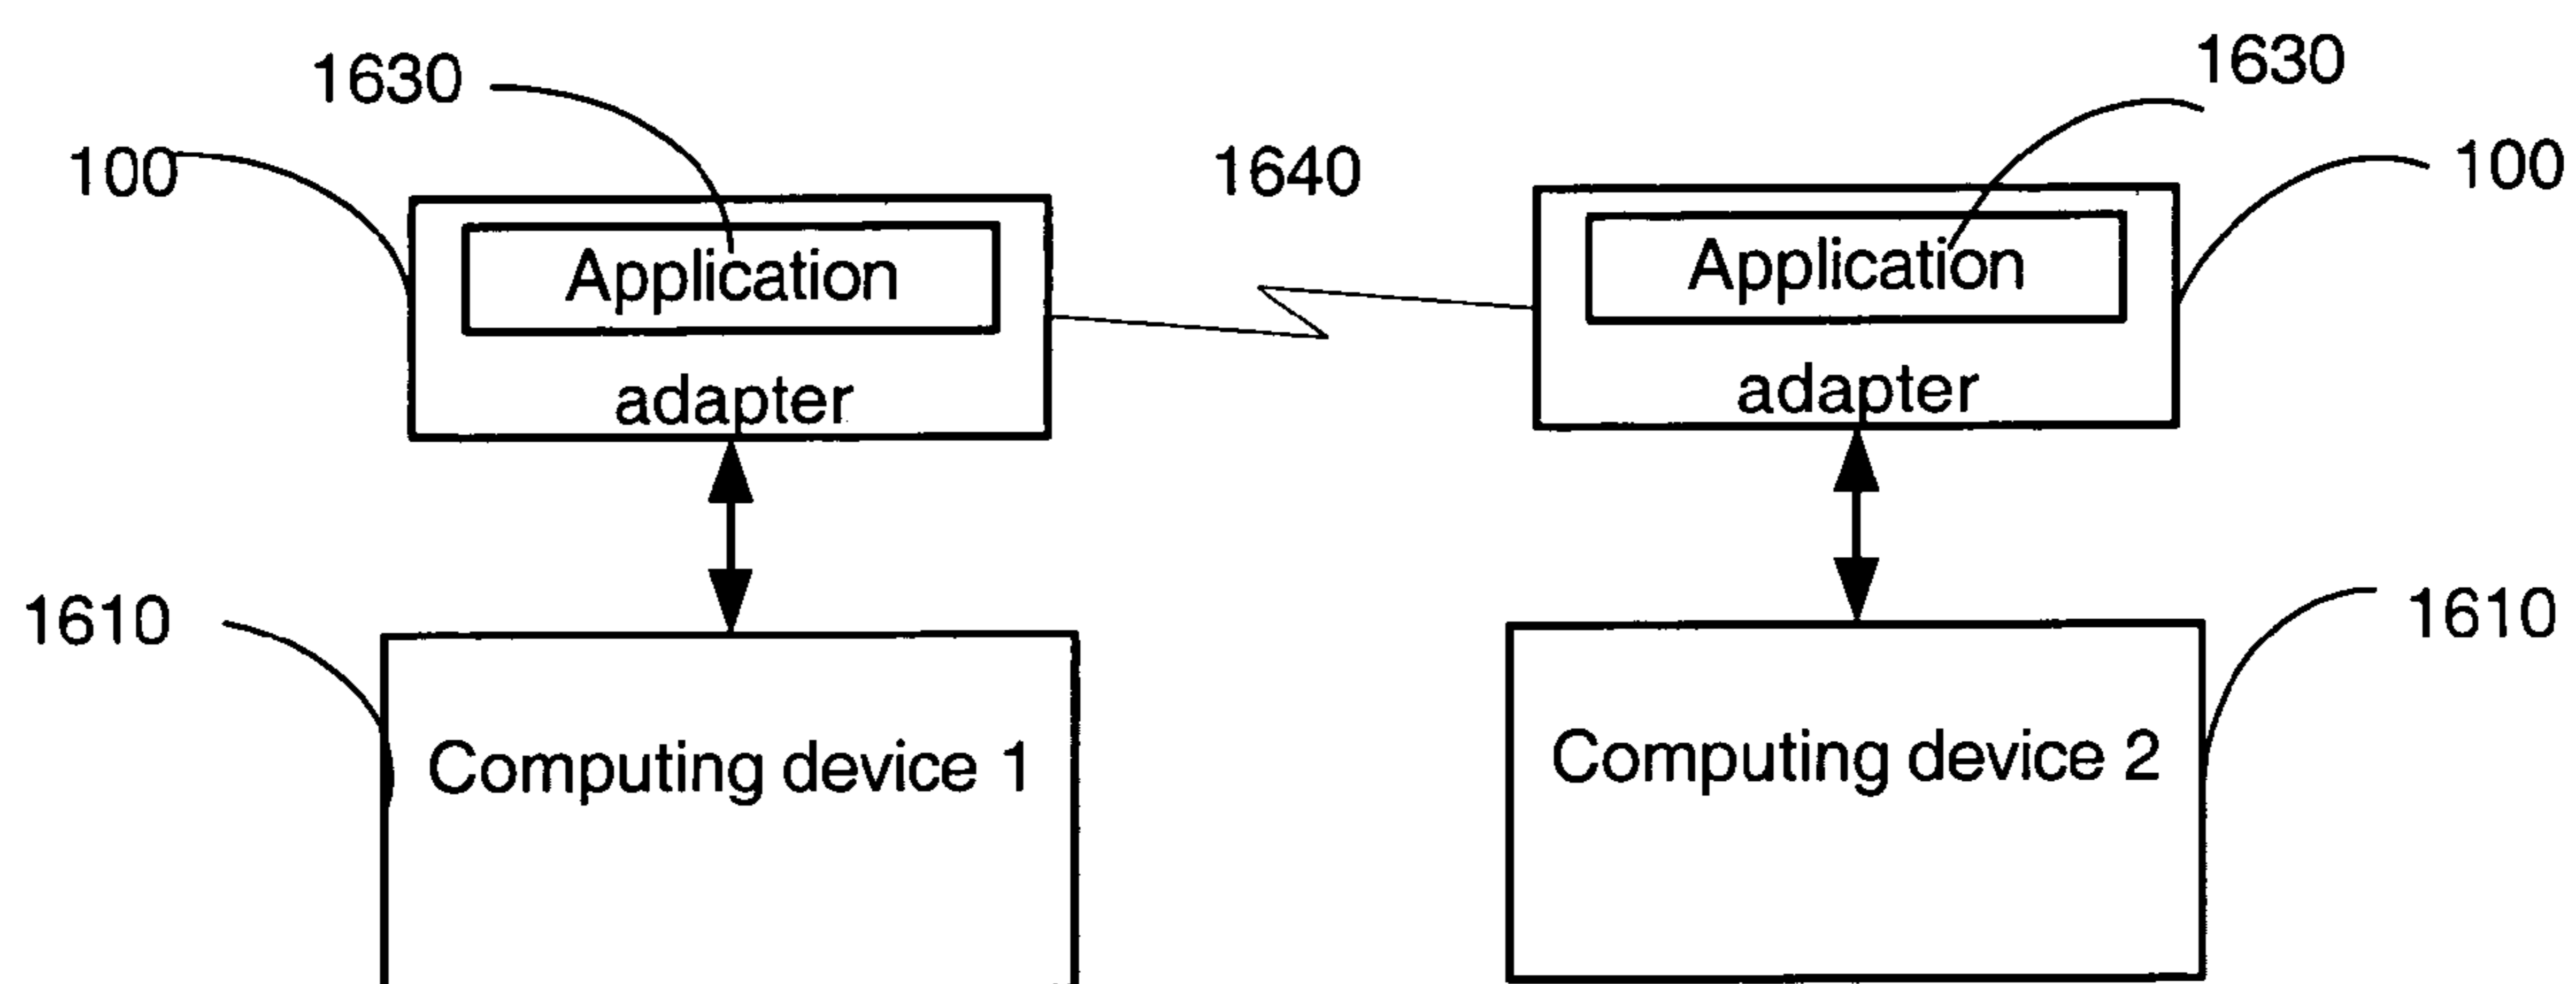 1630
1630
100
1640
100
Application
Application
adapter
adapter
1610
1610
Computing device 1
Computing device 2